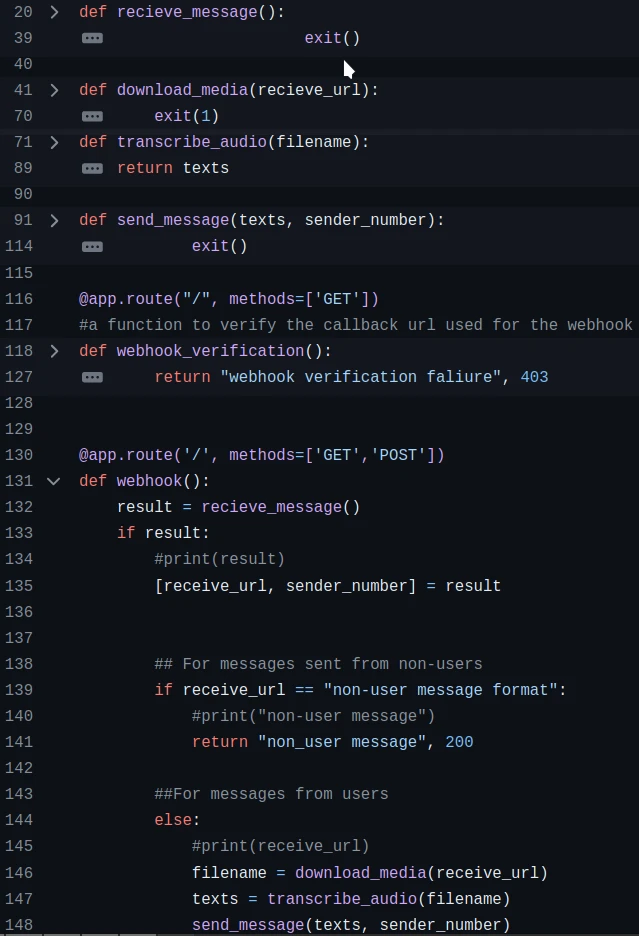 20 def recieve_message():
39 ... exit()
40
41 def download_media(recieve_url):
70 ... exit(1)
71 def transcribe_audio(filename):
89 ... return texts
90
91 def send_message(texts, sender_number):
114 ... exit()
115
116 @app.route("/", methods=['GET'])
117 #a function to verify the callback url used for the webhook
118 def webhook_verification():
127 ... return "webhook verification faliure", 403
128
129
130 @app.route('/', methods=['GET','POST'])
131 def webhook():
132 result = recieve_message()
133 if result:
134 #print(result)
135 [receive_url, sender_number] = result
136
137
138 ## For messages sent from non-users
139 if receive_url == "non-user message format":
140 #print("non-user message")
141 return "non_user message", 200
142
143 ##For messages from users
144 else:
145 #print(receive_url)
146 filename = download_media(receive_url)
147 texts = transcribe_audio(filename)
148 send_message(texts, sender_number)